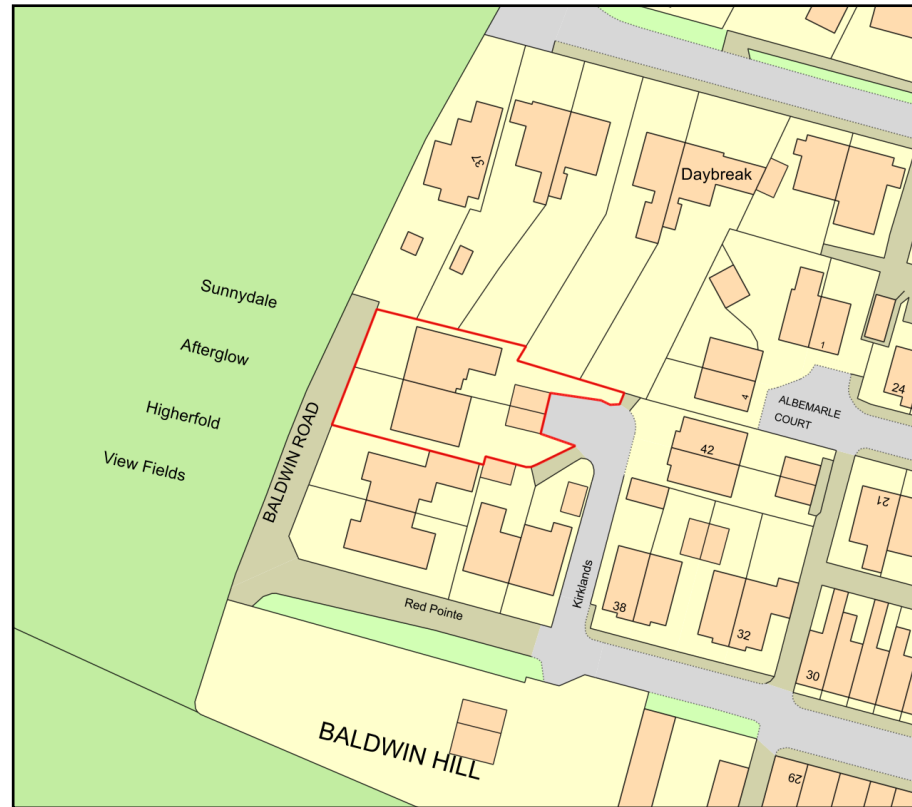 37
Daybreak
Sunnydale
Afterglow
Higherfold
View Fields
BALDWIN ROAD
1
4
24
ALBEMARLE
COURT
42
21
Kirklands
38
32
Red Pointe
30
BALDWIN HILL
29